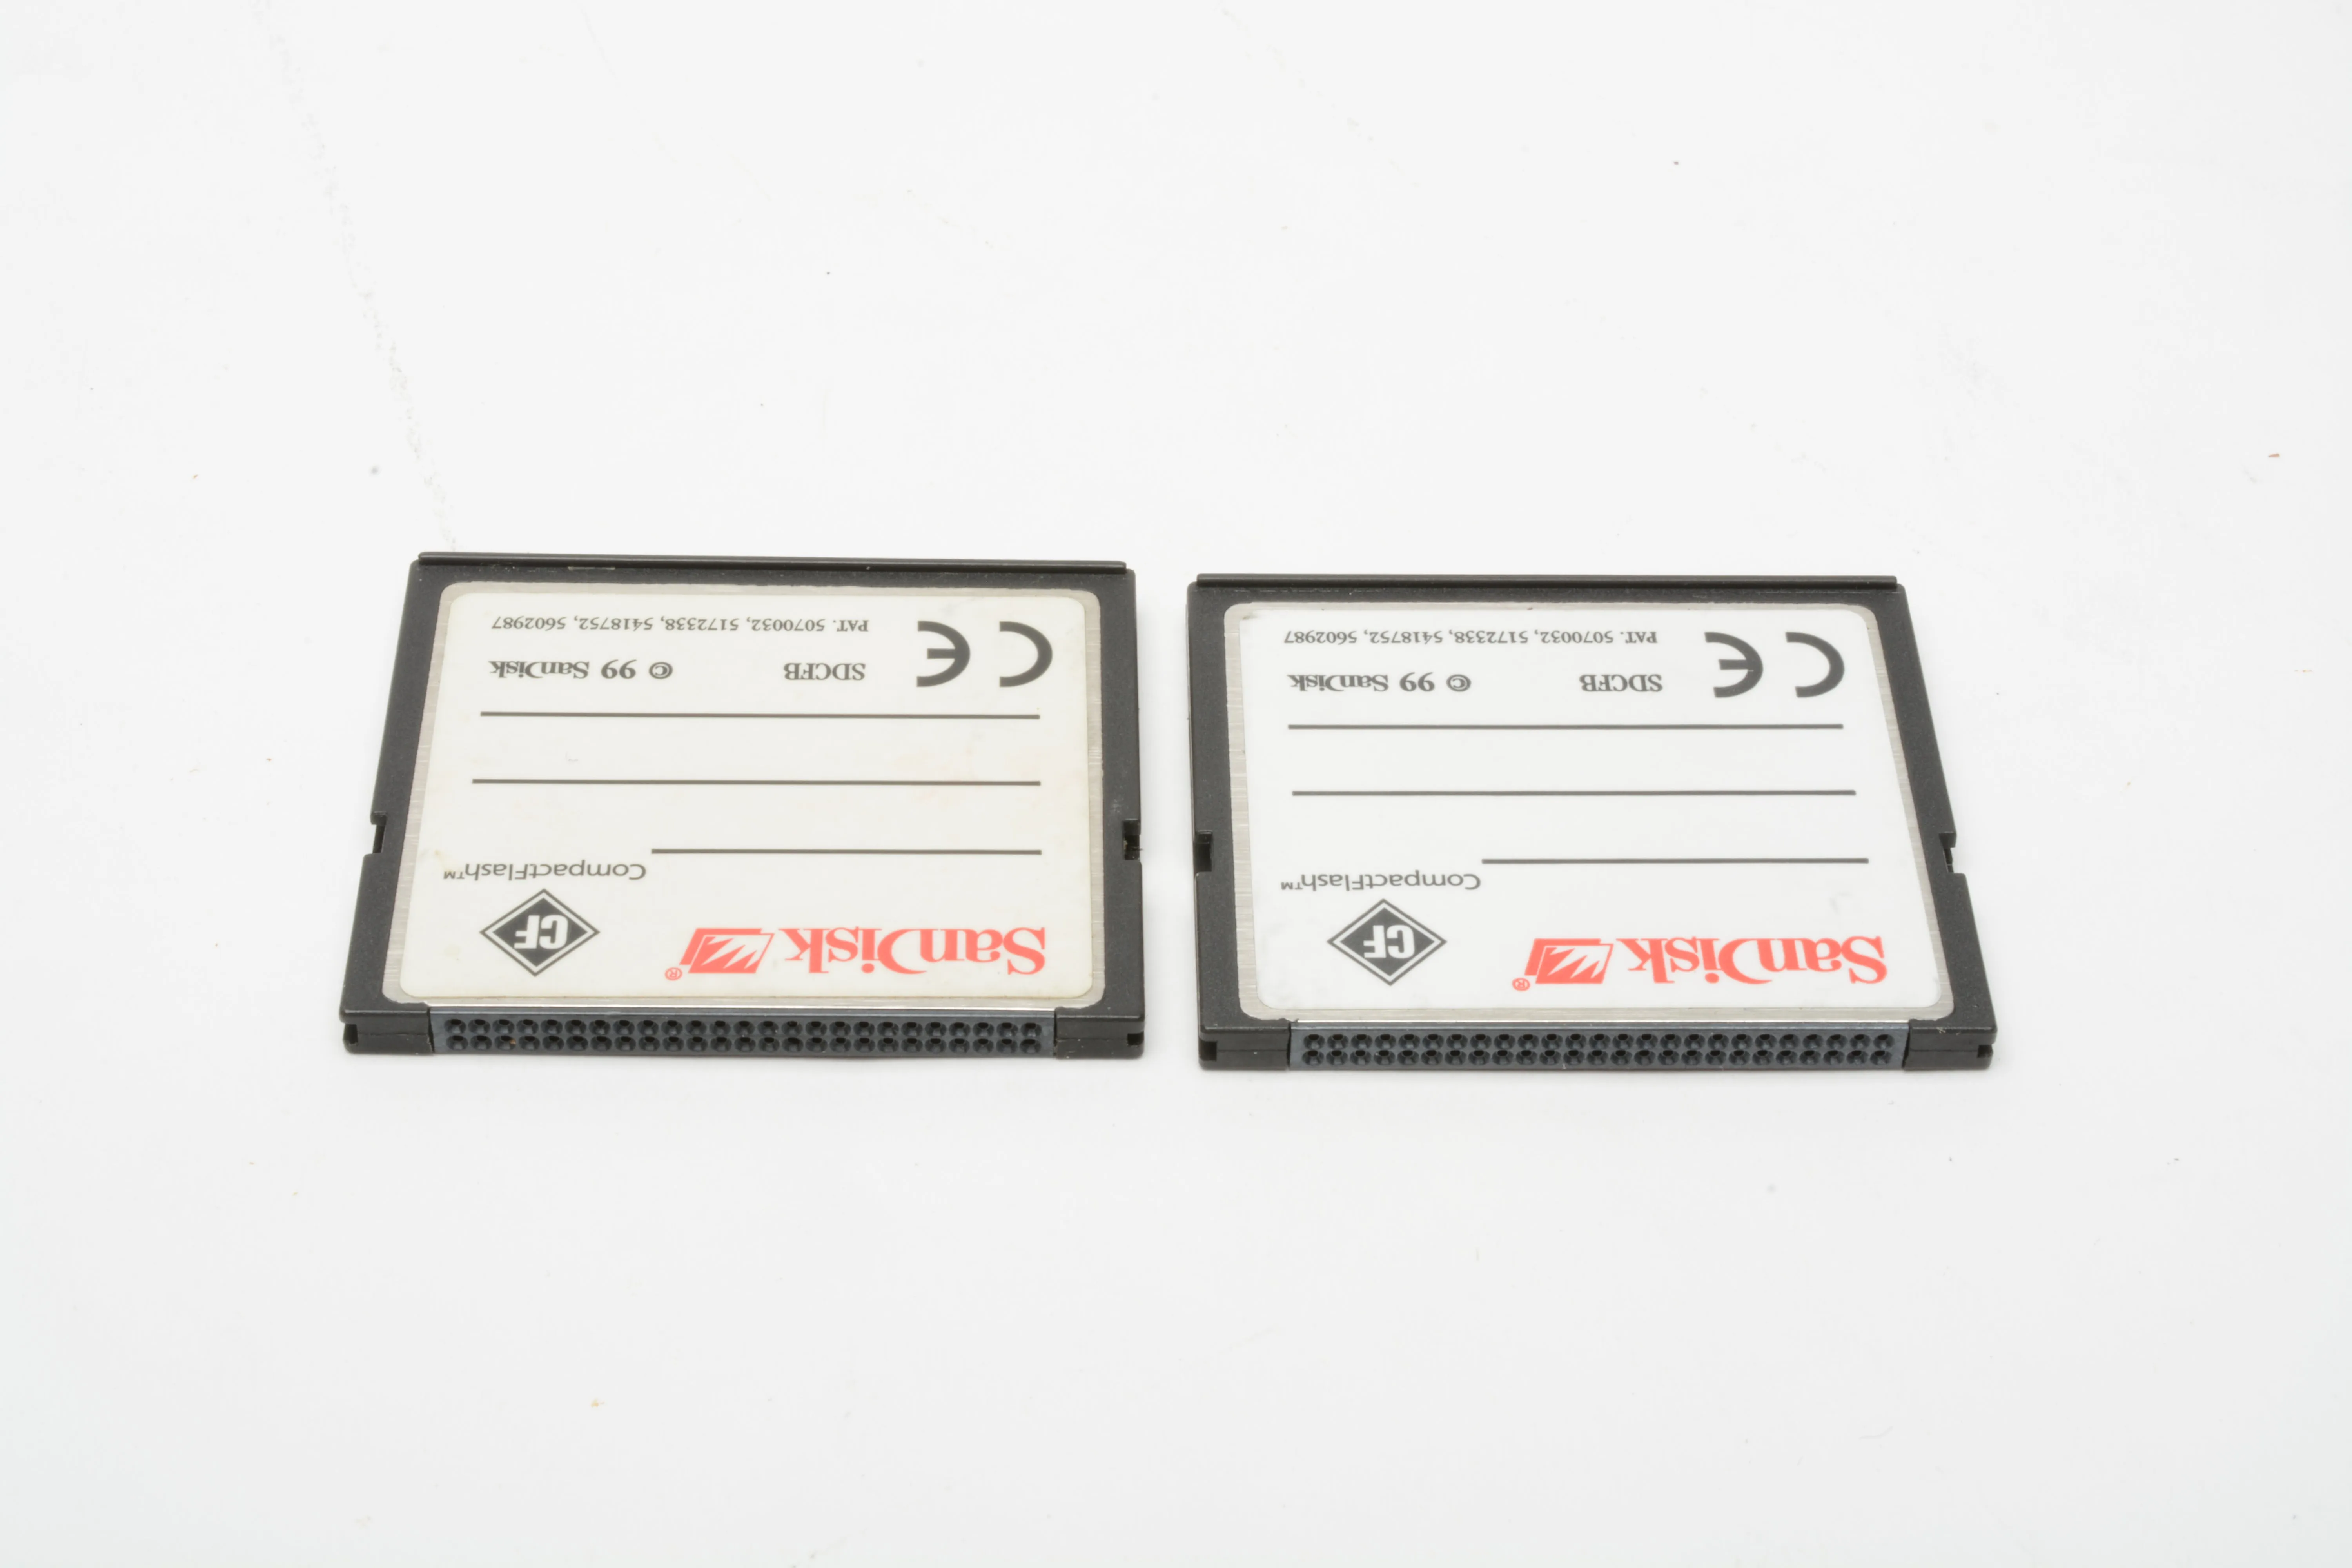 SanDisk ®
CF
CompactFlash™
SDCFB © 99 SanDisk
PAT. 5070032, 5172338, 5418752, 5602987
CE
SanDisk ®
CF
CompactFlash™
SDCFB © 99 SanDisk
PAT. 5070032, 5172338, 5418752, 5602987
CE